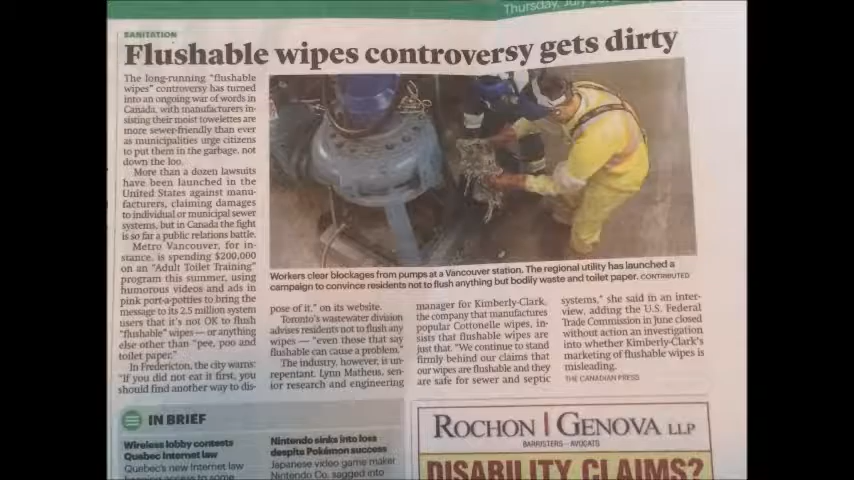 Thursday, July
SANITATION
Flushable wipes controversy gets dirty
The long-running "flushable
wipes" controversy has turned
into an ongoing war of words in
Canada, with manufacturers in-
sisting their moist towelettes are
more sewer-friendly than ever
as municipalities urge citizens
to put them in the garbage, not
down the loo.
More than a dozen lawsuits
have been launched in the
United States against manu-
facturers, claiming damages
to individual or municipal sewer
systems, but in Canada the fight
is so far a public relations battle.
Metro Vancouver, for in-
stance, is spending $200,000
on an "Adult Toilet Training"
program this summer, using
humorous videos and ads in
pink port-a-potties to bring the
message to its 2.5 million system
users that it's not OK to flush
"flushable" wipes — or anything
else other than "pee, poo and
toilet paper."
In Fredericton, the city warns:
"If you did not eat it first, you
should find another way to dis-
Workers clear blockages from pumps at a Vancouver station. The regional utility has launched a
campaign to convince residents not to flush anything but bodily waste and toilet paper. CONTRIBUTED
pose of it," on its website.
Toronto's wastewater division
advises residents not to flush any
wipes — "even those that say
flushable can cause a problem."
The industry, however, is un-
repentant. Lynn Matheus, sen-
ior research and engineering
manager for Kimberly-Clark,
the company that manufactures
popular Cottonelle wipes, in-
sists that flushable wipes are
just that. "We continue to stand
firmly behind our claims that
our wipes are flushable and they
are safe for sewer and septic
systems," she said in an inter-
view, adding the U.S. Federal
Trade Commission in June closed
without action an investigation
into whether Kimberly-Clark's
marketing of flushable wipes is
misleading.
THE CANADIAN PRESS
IN BRIEF
Wireless lobby contests
Quebec Internet law
Quebec's new Internet law
Nintendo sinks into loss
despite Pokémon success
Japanese video game maker
Nintendo Co. sagged into
ROCHON | GENOVA LLP
BARRISTERS · AVOCATS
DISABILITY CLAIMS?